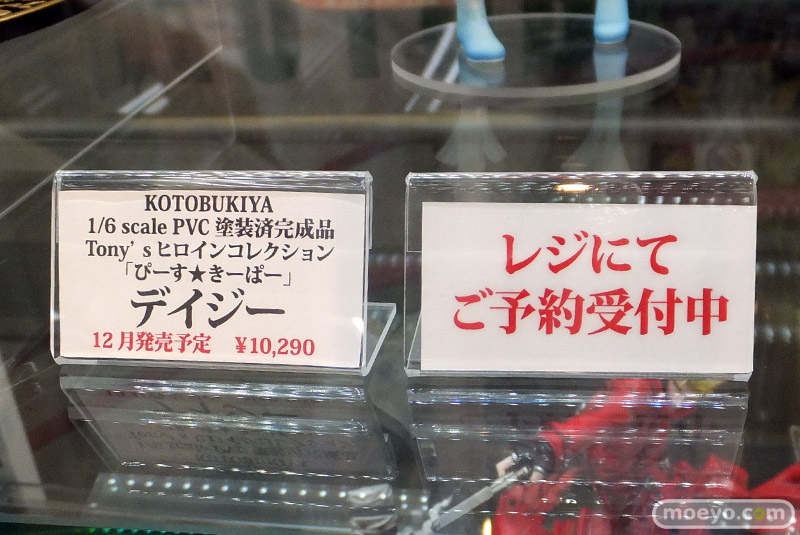 KOTOBUKIYA
1/6 scale PVC 塗装済完成品
Tony’s ヒロインコレクション
「ぴーす★きーぱー」
デイジー
12月発売予定 ¥10,290
レジにて
ご予約受付中
moeyo.com